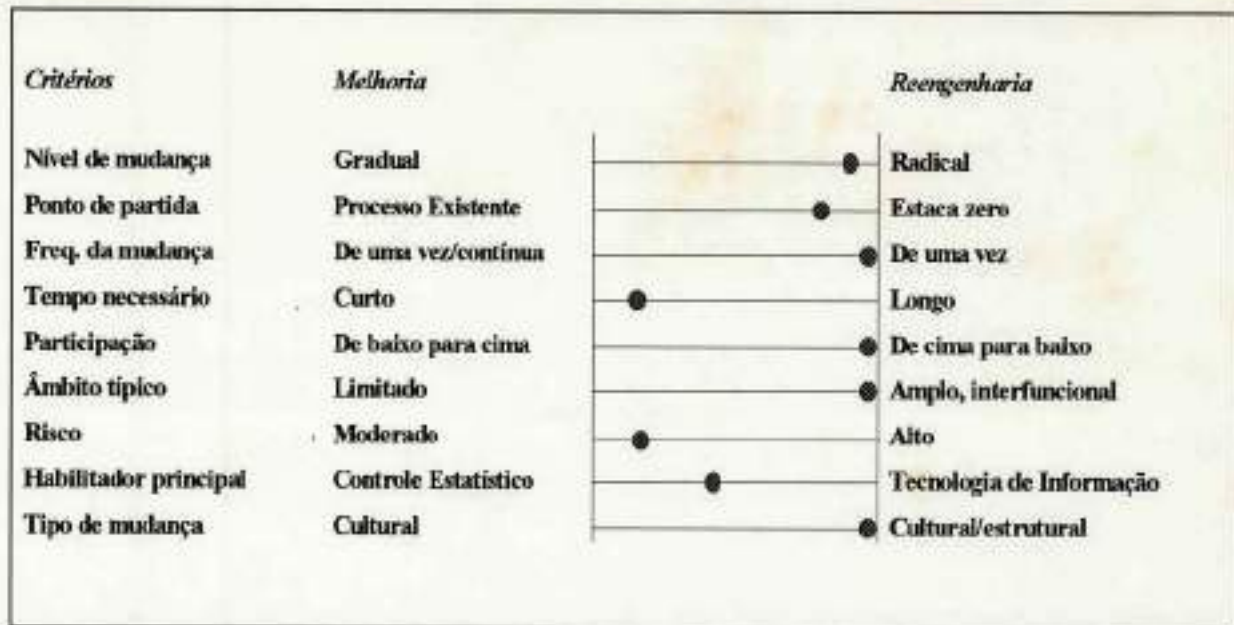 Critérios Melhoria Reengenharia
Nível de mudança Gradual Radical
Ponto de partida Processo Existente Estaca zero
Freq. da mudança De uma vez/contínua De uma vez
Tempo necessário Curto Longo
Participação De baixo para cima De cima para baixo
Âmbito típico Limitado Amplo, interfuncional
Risco Moderado Alto
Habilitador principal Controle Estatístico Tecnologia de Informação
Tipo de mudança Cultural Cultural/estrutural